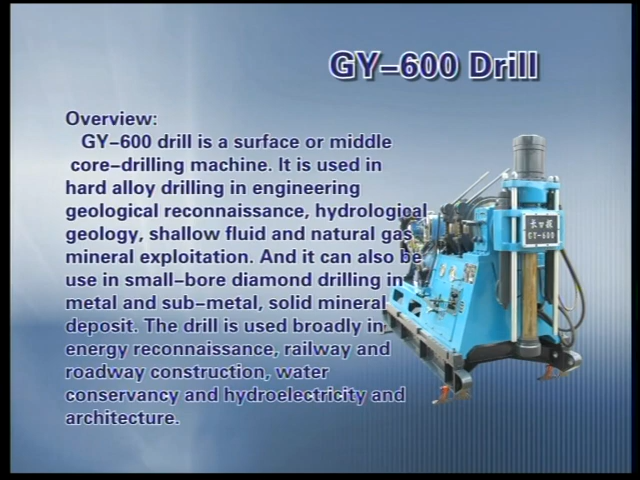 GY-600 Drill
Overview:
GY-600 drill is a surface or middle
core-drilling machine. It is used in
hard alloy drilling in engineering
geological reconnaissance, hydrological
geology, shallow fluid and natural gas
mineral exploitation. And it can also be
use in small-bore diamond drilling in
metal and sub-metal, solid mineral
deposit. The drill is used broadly in
energy reconnaissance, railway and
roadway construction, water
conservancy and hydroelectricity and
architecture.
GY-600